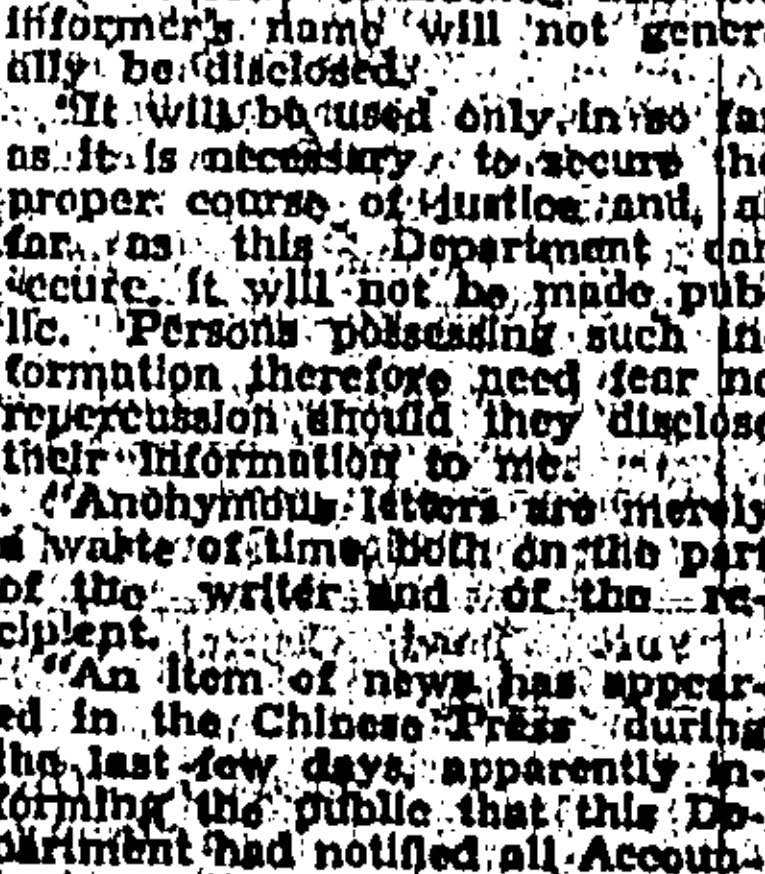 informer's name will not gener
ally be disclosed.
"It will be used only in so far
as it is necessary to secure the
proper course of justice and, as
far as this Department can
secure, it will not be made pub-
lic. Persons possessing such in-
formation therefore need fear no
repercussion should they disclose
their information to me.
"Anonymous letters are merely
a waste of time, both on the part
of the writer and of the re-
cipient.
"An item of news has appear-
ed in the Chinese Press during
the last few days, apparently in-
forming the public that this De-
partment had notified all Accoun-